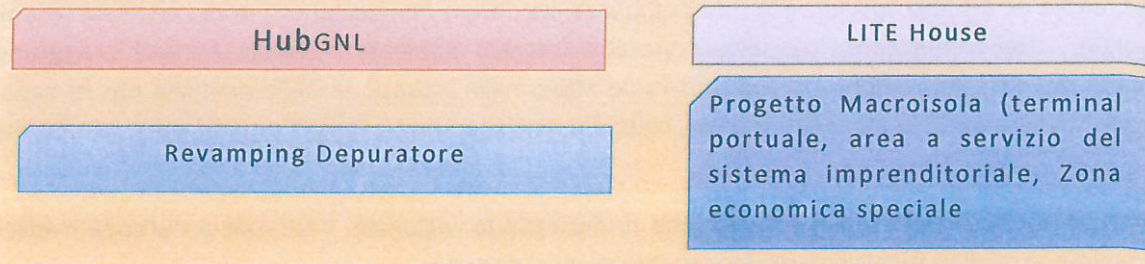 HubGNL
Revamping Depuratore
LITE House
Progetto Macroisola (terminal
portuale, area a servizio del
sistema imprenditoriale, Zona
economica speciale